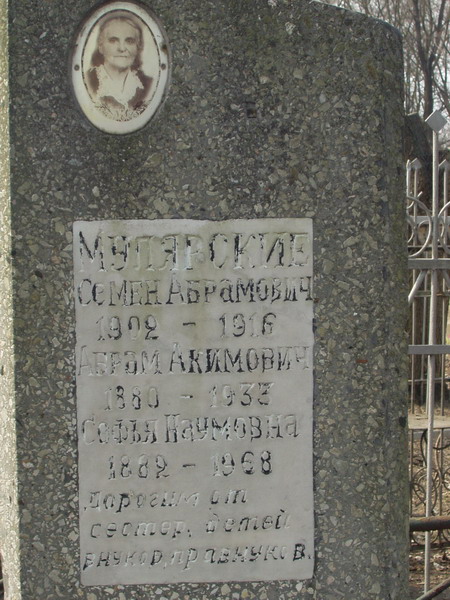 МУЛЯРСКИЕ
СЕМЕН АБРАМОВИЧ
1902 - 1916
АБРАМ АКИМОВИЧ
1880 - 1933
СОФЬЯ НАУМОВНА
1882 - 1968
дорогим от
сестер, детей
внуков, правнуков.